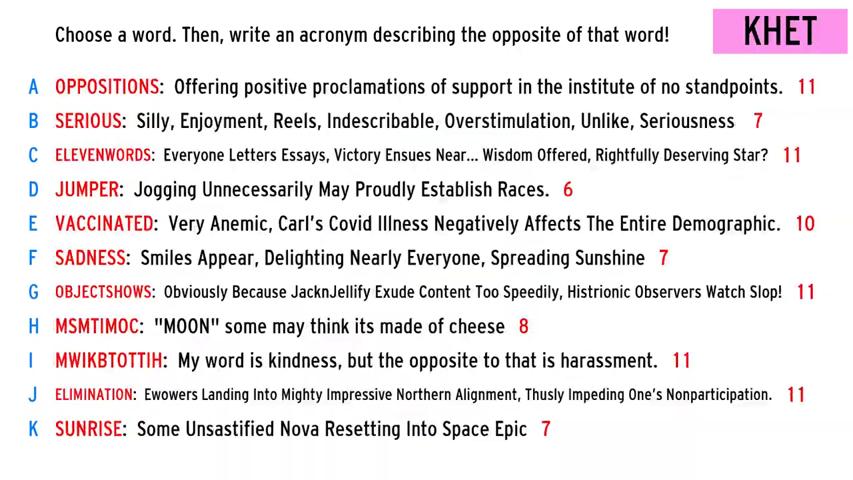 Choose a word. Then, write an acronym describing the opposite of that word!
KHET
A OPPOSITIONS: Offering positive proclamations of support in the institute of no standpoints. 11
B SERIOUS: Silly, Enjoyment, Reels, Indescribable, Overstimulation, Unlike, Seriousness 7
C ELEVENWORDS: Everyone Letters Essays, Victory Ensues Near... Wisdom Offered, Rightfully Deserving Star? 11
D JUMPER: Jogging Unnecessarily May Proudly Establish Races. 6
E VACCINATED: Very Anemic, Carl's Covid Illness Negatively Affects The Entire Demographic. 10
F SADNESS: Smiles Appear, Delighting Nearly Everyone, Spreading Sunshine 7
G OBJECTSHOWS: Obviously Because JacknJellify Exude Content Too Speedily, Histrionic Observers Watch Slop! 11
H MSMTIMOC: "MOON" some may think its made of cheese 8
I MWIKBTOTTIH: My word is kindness, but the opposite to that is harassment. 11
J ELIMINATION: Ewowers Landing Into Mighty Impressive Northern Alignment, Thusly Impeding One's Nonparticipation. 11
K SUNRISE: Some Unsastified Nova Resetting Into Space Epic 7